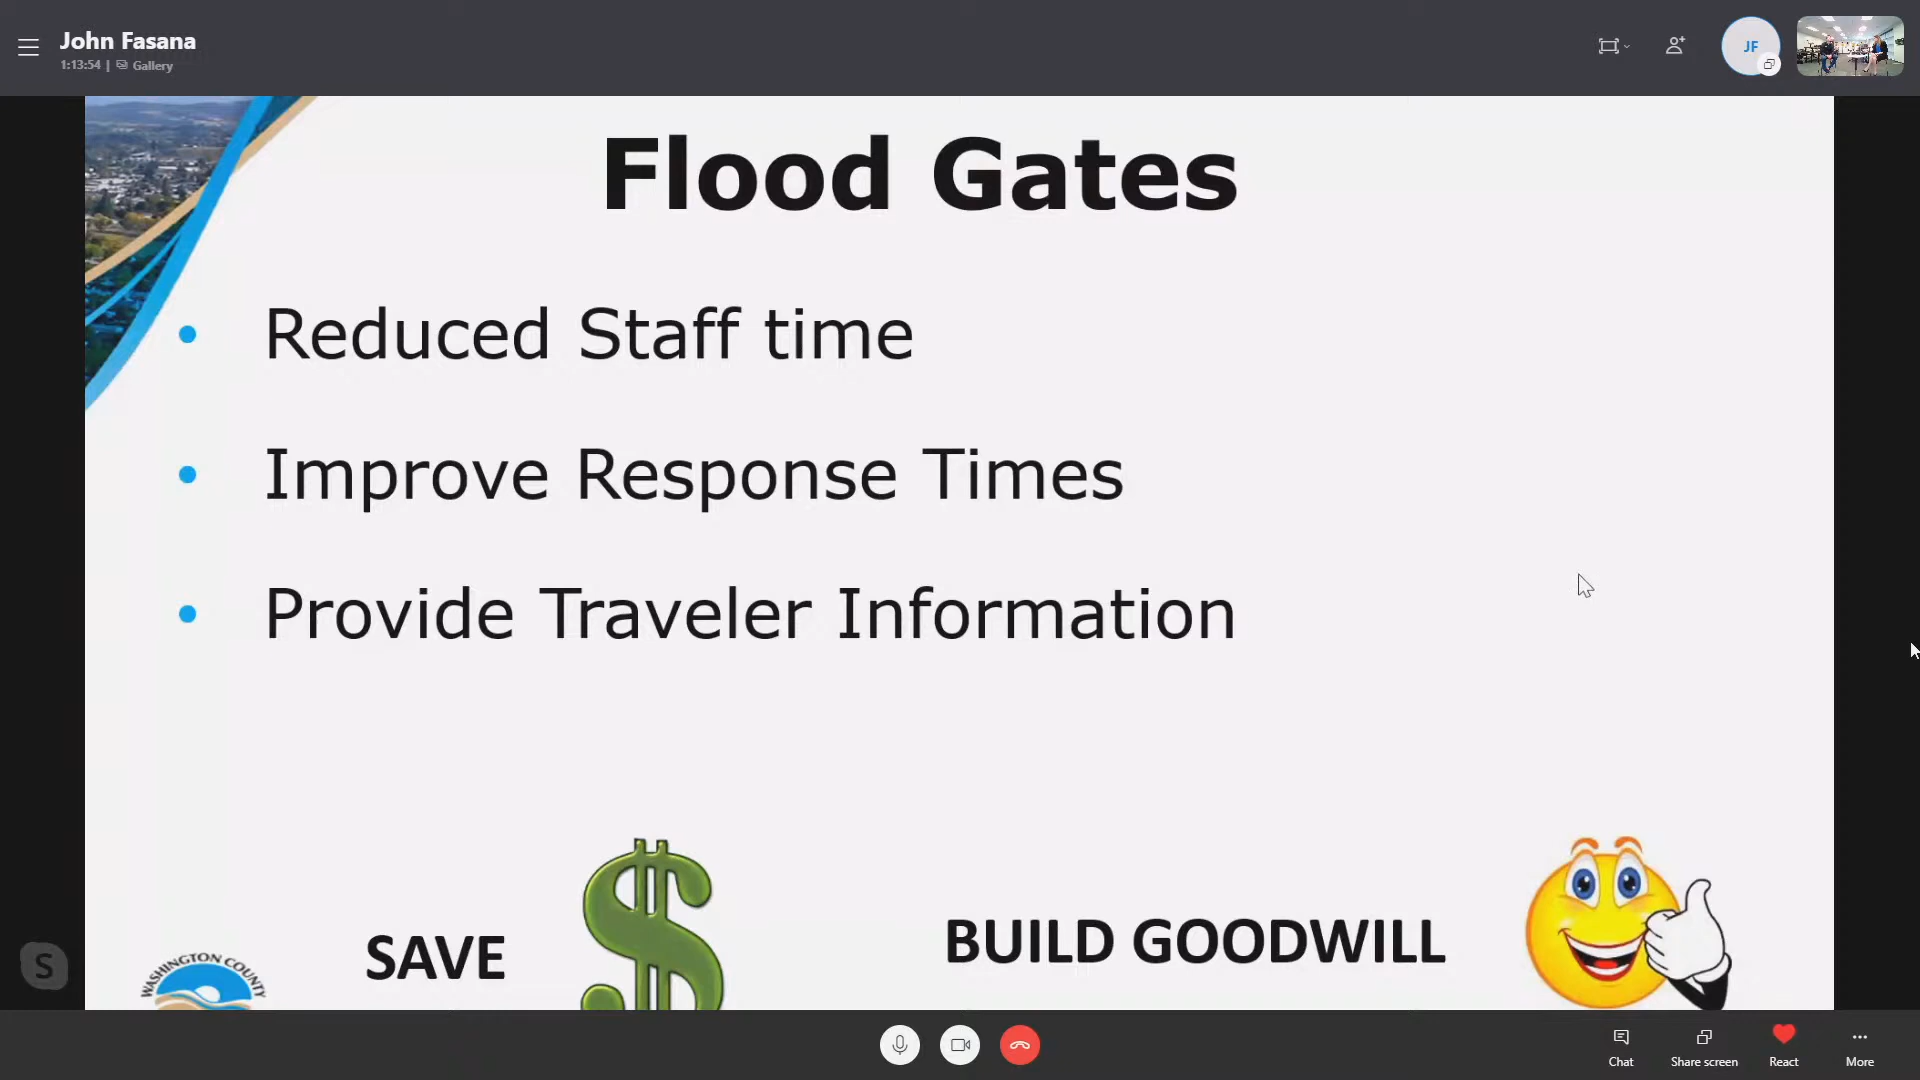 John Fasana
1:13:54 | Gallery
JF
Flood Gates
• Reduced Staff time
• Improve Response Times
• Provide Traveler Information
SAVE $
BUILD GOODWILL
WASHINGTON COUNTY
S
Chat
Share screen
React
More